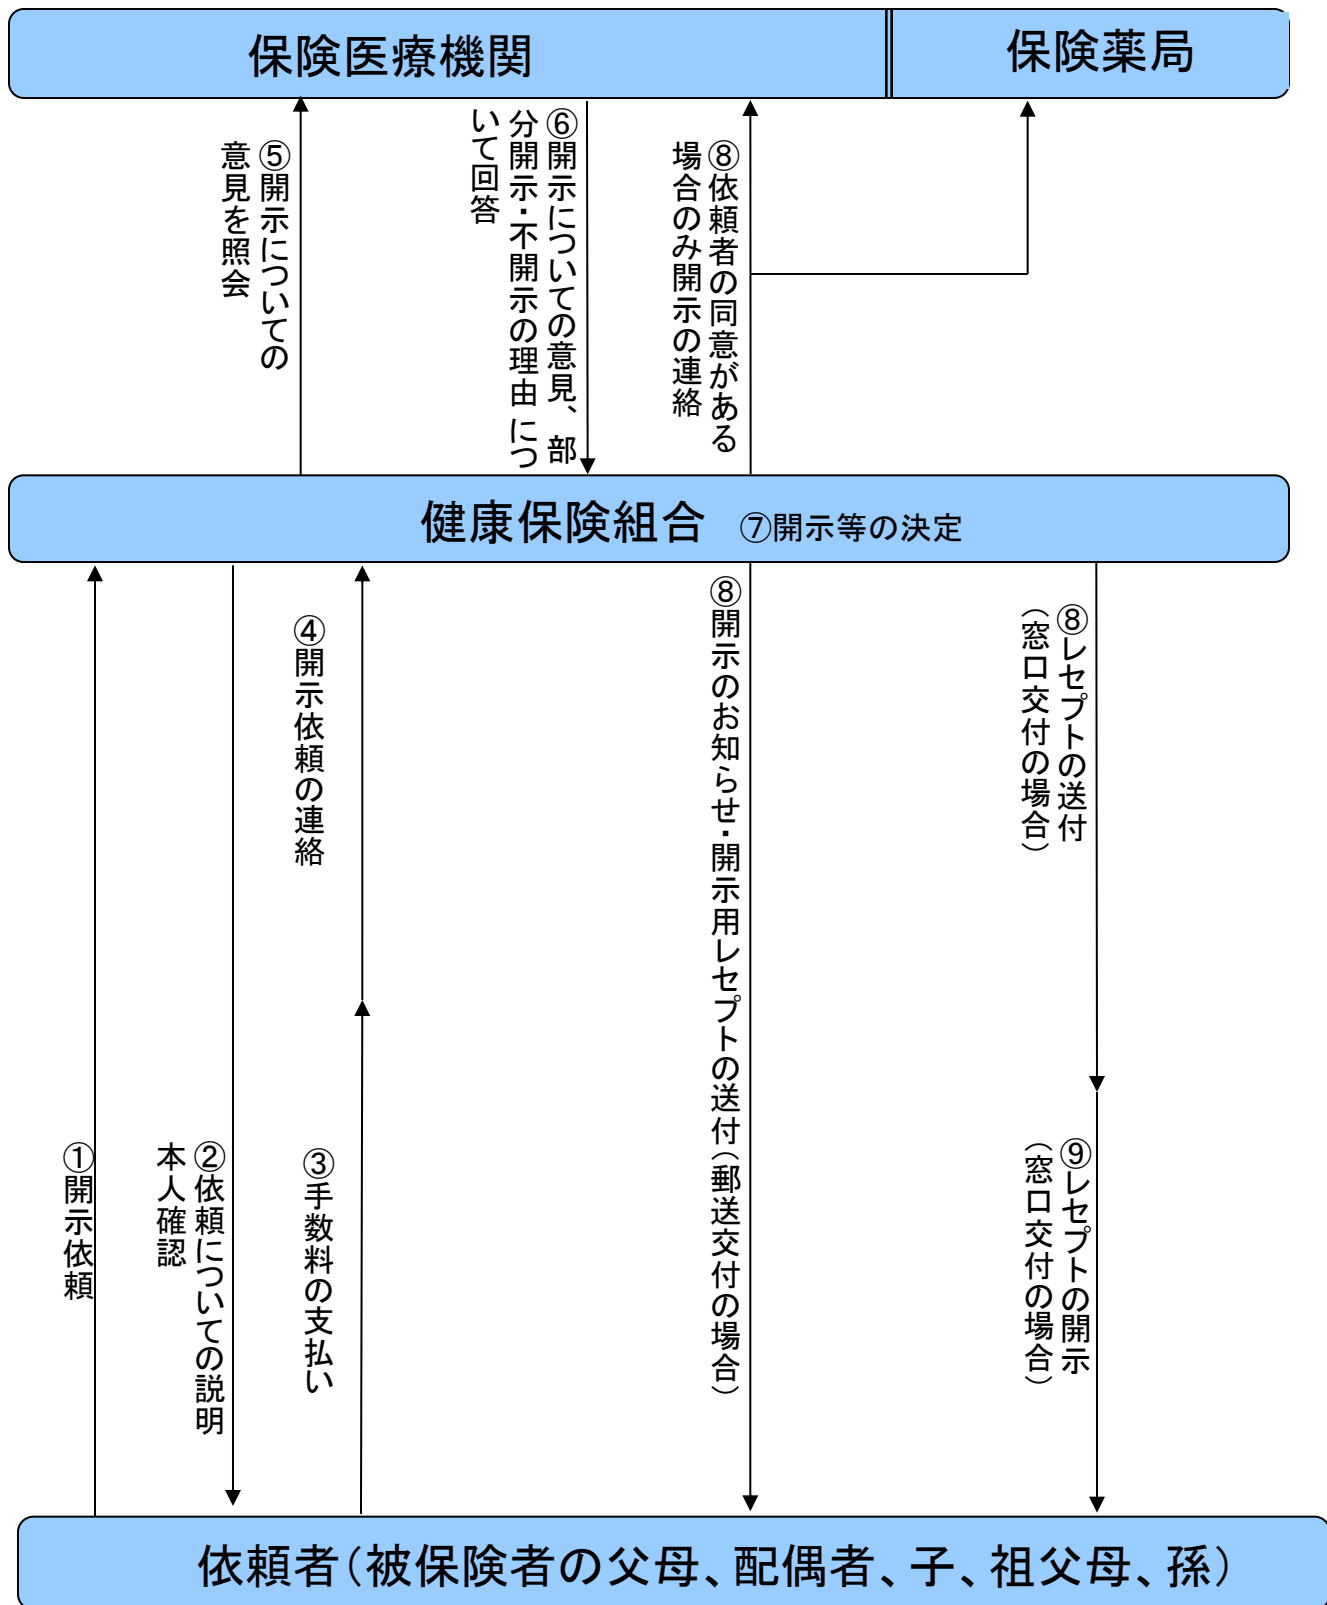 保険医療機関
保険薬局
⑤開示についての
意見を照会
⑥開示についての意見、部
分開示・不開示の理由につ
いて回答
⑧依頼者の同意がある
場合のみ開示の連絡
健康保険組合 ⑦開示等の決定
①開示依頼
②依頼についての説明
本人確認
④開示依頼の連絡
③手数料の支払い
⑧開示のお知らせ・開示用レセプトの送付（郵送交付の場合）
⑧レセプトの送付
（窓口交付の場合）
⑨レセプトの開示
（窓口交付の場合）
依頼者（被保険者の父母、配偶者、子、祖父母、孫）